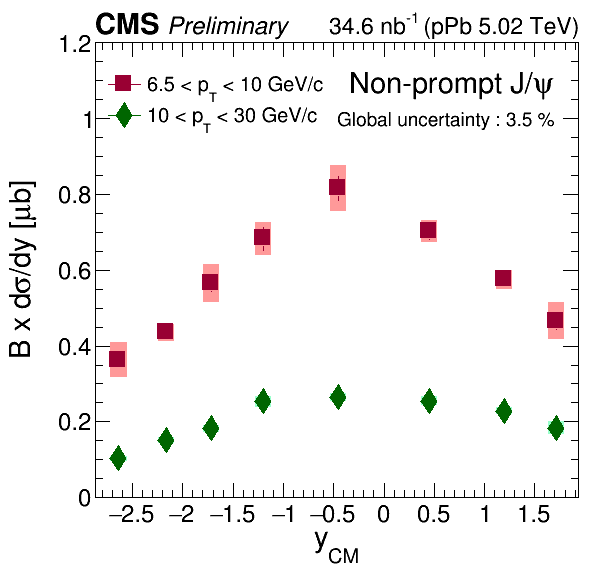 CMS Preliminary 34.6 nb⁻¹ (pPb 5.02 TeV)
6.5 < p_T < 10 GeV/c
10 < p_T < 30 GeV/c
Non-prompt J/ψ
Global uncertainty : 3.5 %
B x dσ/dy [μb]
1.2
1
0.8
0.6
0.4
0.2
0
−2.5 −2 −1.5 −1 −0.5 0 0.5 1 1.5
y_CM